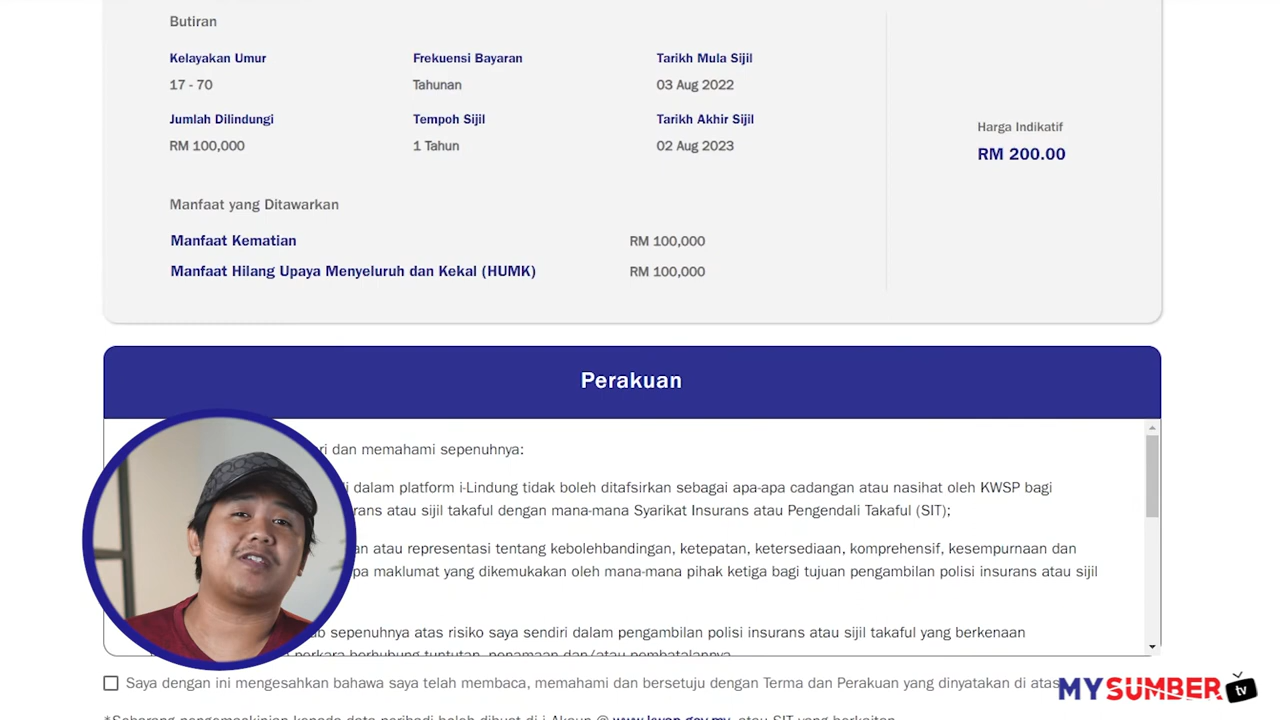 Butiran
Kelayakan Umur Frekuensi Bayaran Tarikh Mula Sijil
17 - 70 Tahunan 03 Aug 2022
Jumlah Dilindungi Tempoh Sijil Tarikh Akhir Sijil
RM 100,000 1 Tahun 02 Aug 2023
Harga Indikatif
RM 200.00
Manfaat yang Ditawarkan
Manfaat Kematian RM 100,000
Manfaat Hilang Upaya Menyeluruh dan Kekal (HUMK) RM 100,000
Perakuan
dan memahami sepenuhnya:
dalam platform i-Lindung tidak boleh ditafsirkan sebagai apa-apa cadangan atau nasihat oleh KWSP bagi
atau sijil takaful dengan mana-mana Syarikat Insurans atau Pengendali Takaful (SIT);
atau representasi tentang kebolehbandingan, ketepatan, ketersediaan, komprehensif, kesempurnaan dan
maklumat yang dikemukakan oleh mana-mana pihak ketiga bagi tujuan pengambilan polisi insurans atau sijil
sepenuhnya atas risiko saya sendiri dalam pengambilan polisi insurans atau sijil takaful yang berkenaan
Saya dengan ini mengesahkan bahawa saya telah membaca, memahami dan bersetuju dengan Terma dan Perakuan yang dinyatakan di atas
MYSUMBER tv